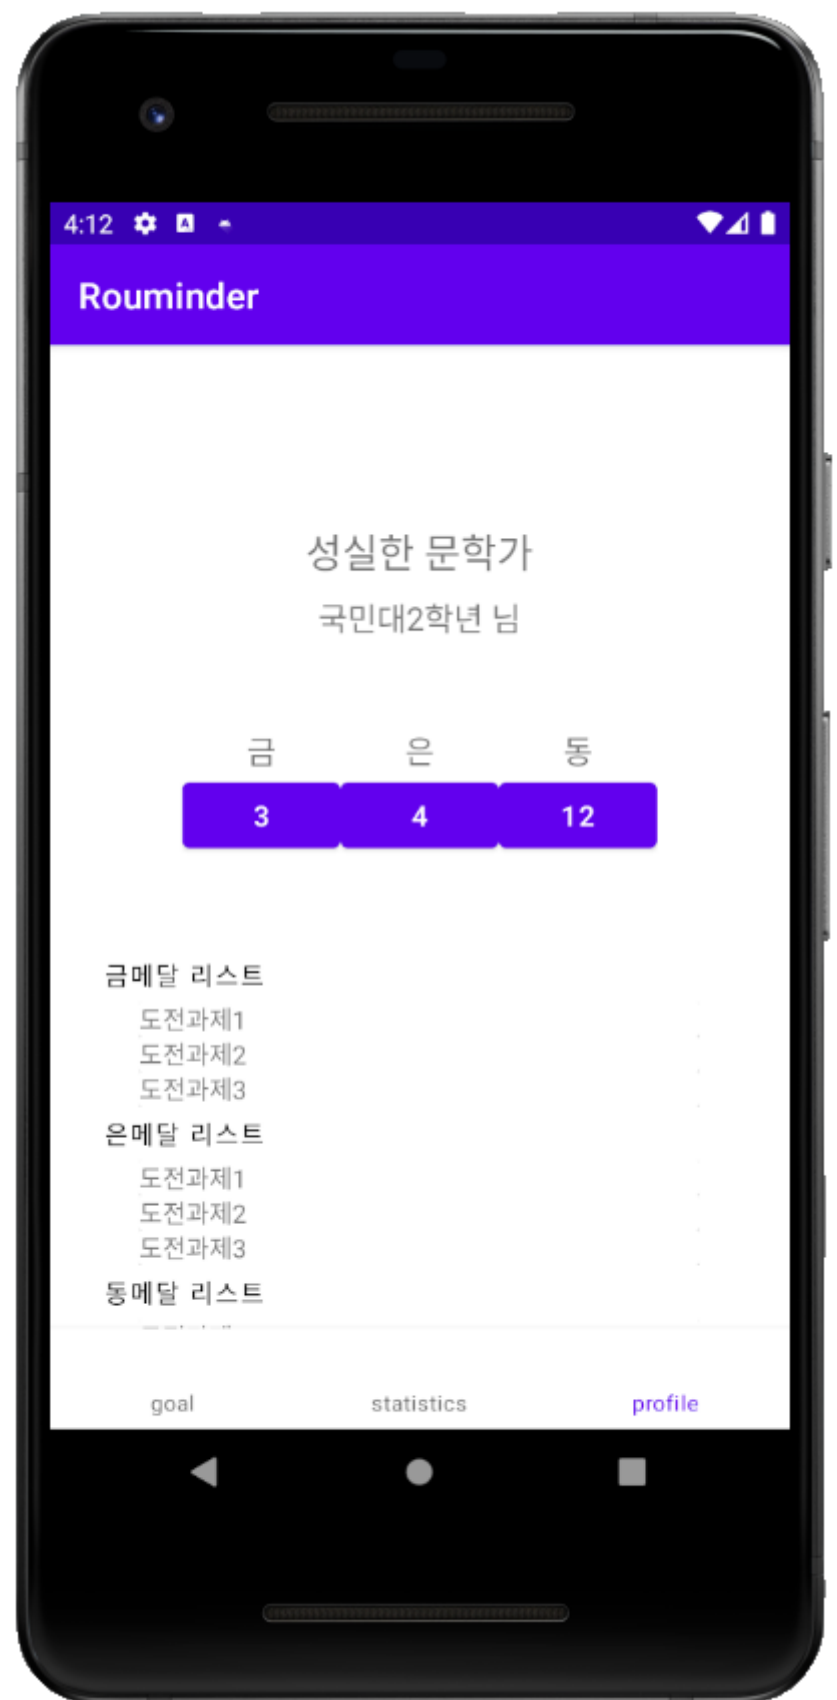 4:12
Rouminder
성실한 문학가
국민대2학년 님
금 은 동
3 4 12
금메달 리스트
도전과제1
도전과제2
도전과제3
은메달 리스트
도전과제1
도전과제2
도전과제3
동메달 리스트
goal statistics profile